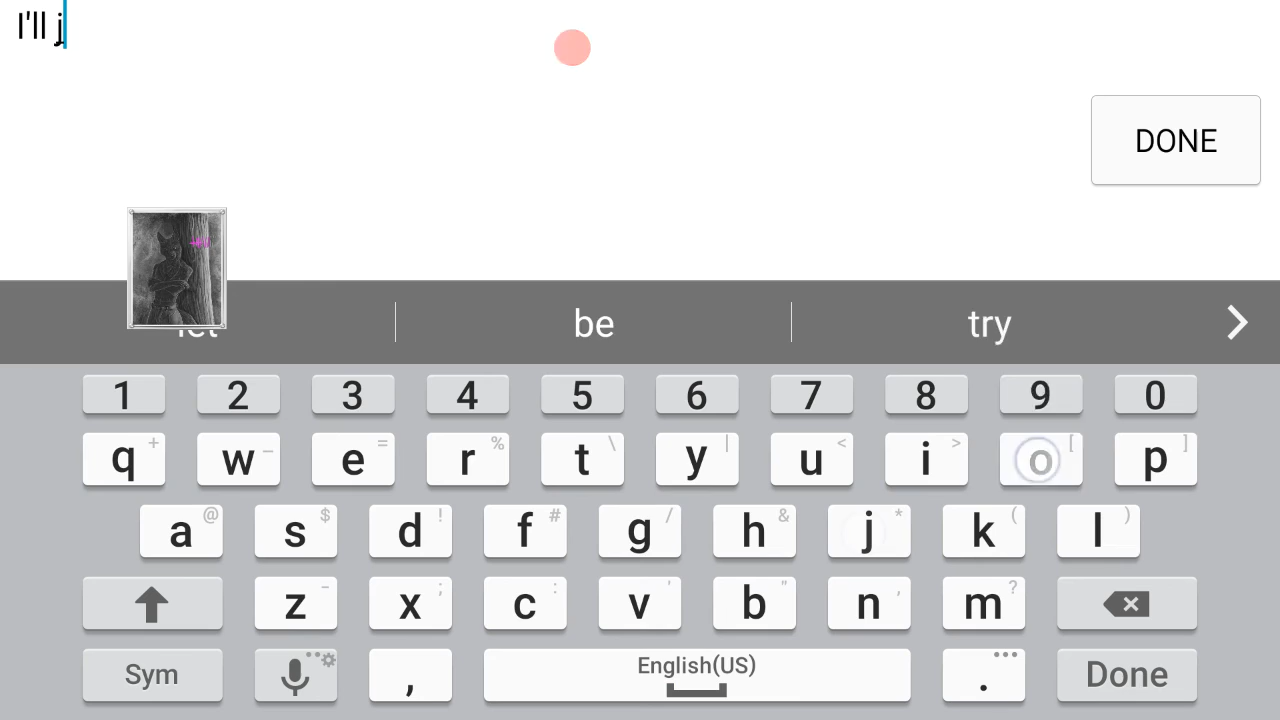 I'll j
DONE
be
try
1 2 3 4 5 6 7 8 9 0
q + w – e = r % t \ y | u < i > o [ p ]
a @ s $ d ! f # g / h & j * k ( l )
z - x ; c : v ' b " n , m ?
Sym , English(US) . Done